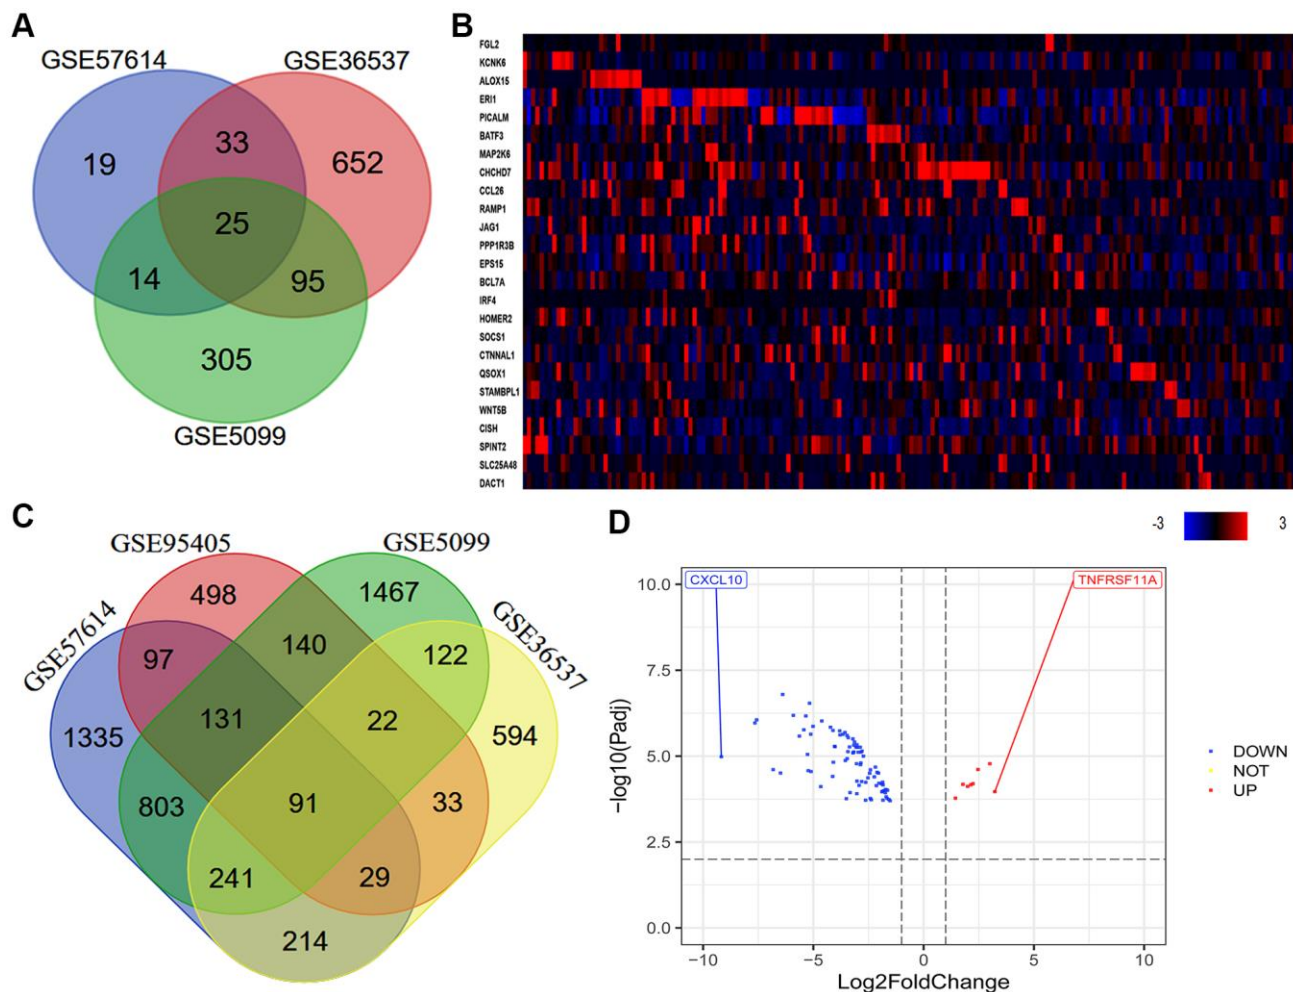 A
GSE57614
GSE36537
19
33
652
25
14
95
305
GSE5099
B
FGL2
KCNK6
ALOX15
ERI1
PICALM
BATF3
MAP2K6
CHCHD7
CCL26
RAMP1
JAG1
PPP1R3B
EPS15
BCL7A
IRF4
HOMER2
SOCS1
CTNNAL1
QSOX1
STAMBPL1
WNT5B
CISH
SPINT2
SLC25A48
DACT1
-3
3
C
GSE95405
GSE5099
GSE57614
GSE36537
498
1467
97
140
122
1335
131
22
594
803
91
33
241
29
214
D
CXCL10
TNFRSF11A
10.0
7.5
5.0
2.5
0.0
−log10(Padj)
−10
−5
0
5
10
Log2FoldChange
DOWN
NOT
UP